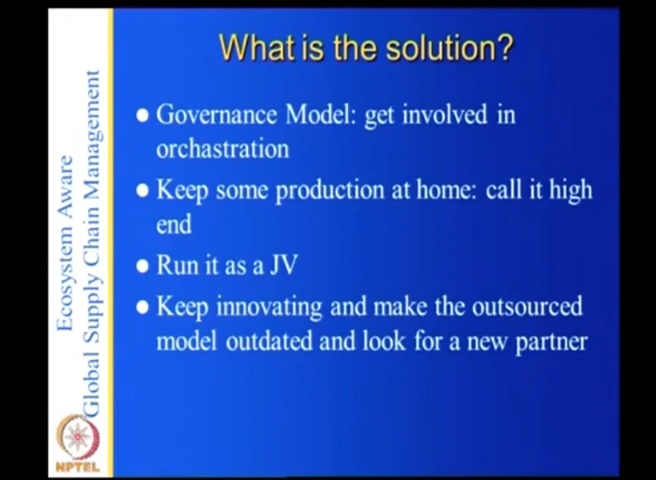 What is the solution?
Governance Model: get involved in
orchastration
Keep some production at home: call it high
end
Run it as a JV
Keep innovating and make the outsourced
model outdated and look for a new partner
Ecosystem Aware
Global Supply Chain Management
NPTEL